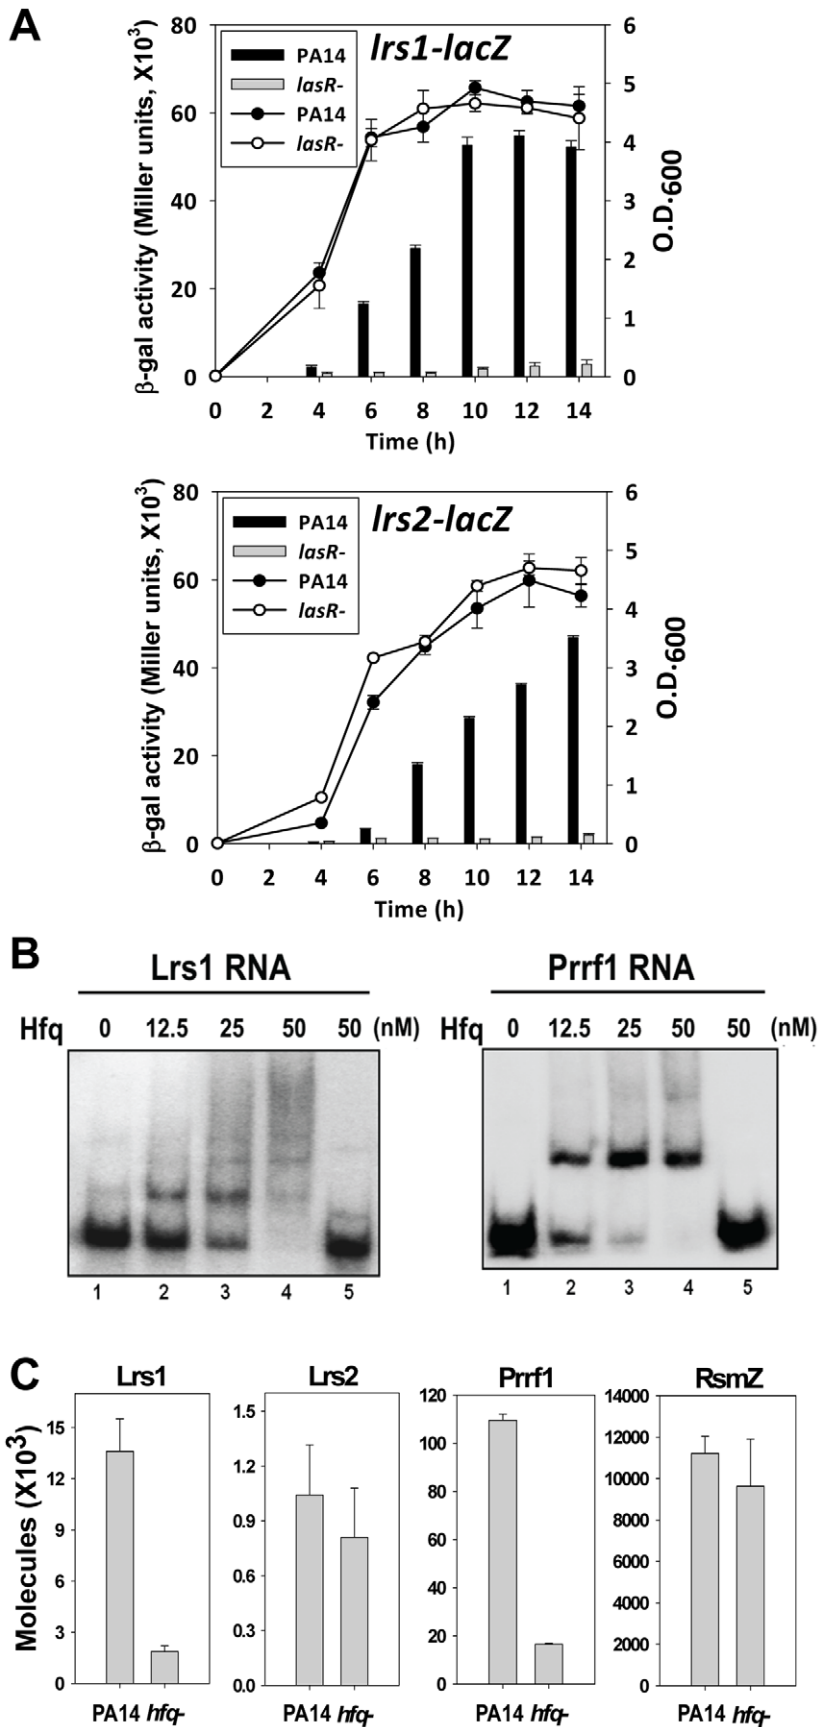 A
lrs1-lacZ
PA14
lasR-
PA14
lasR-
β-gal activity (Miller units, X10³)
80
60
40
20
0
6
5
4
3
2
1
0
O.D.600
0 2 4 6 8 10 12 14
Time (h)
lrs2-lacZ
PA14
lasR-
PA14
lasR-
β-gal activity (Miller units, X10³)
80
60
40
20
0
6
5
4
3
2
1
0
O.D.600
0 2 4 6 8 10 12 14
Time (h)
B
Lrs1 RNA
Hfq 0 12.5 25 50 50 (nM)
1 2 3 4 5
Prrf1 RNA
Hfq 0 12.5 25 50 50 (nM)
1 2 3 4 5
C
Molecules (X10³)
Lrs1
15
12
9
6
3
0
PA14 hfq-
Lrs2
1.5
1.2
0.9
0.6
0.3
0.0
PA14 hfq-
Prrf1
120
100
80
60
40
20
0
PA14 hfq-
RsmZ
14000
12000
10000
8000
6000
4000
2000
0
PA14 hfq-